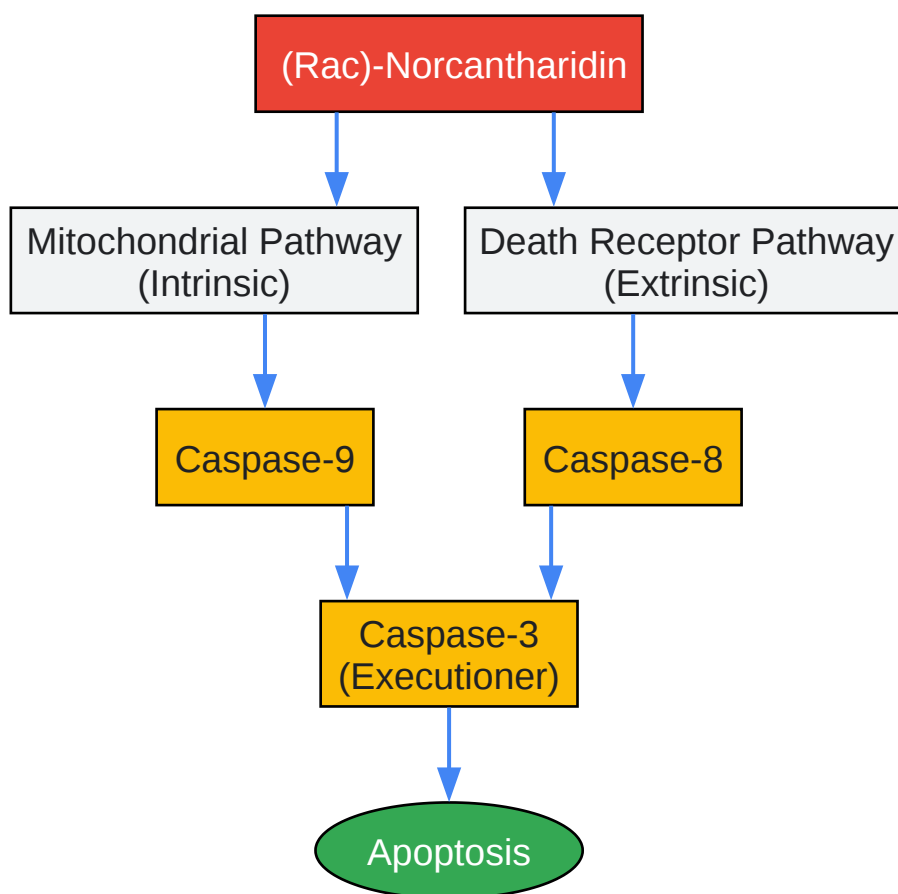 (Rac)-Norcantharidin
Mitochondrial Pathway
(Intrinsic)
Death Receptor Pathway
(Extrinsic)
Caspase-9
Caspase-8
Caspase-3
(Executioner)
Apoptosis